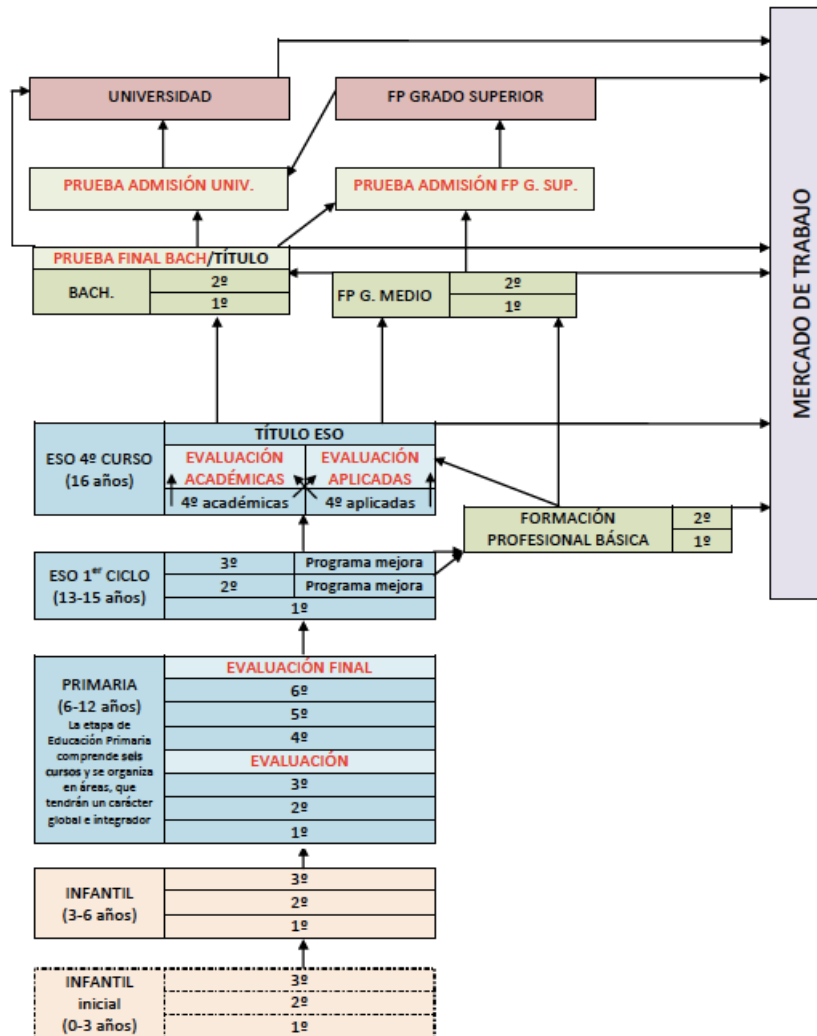 UNIVERSIDAD
FP GRADO SUPERIOR
PRUEBA ADMISIÓN UNIV.
PRUEBA ADMISIÓN FP G. SUP.
PRUEBA FINAL BACH/TÍTULO
BACH.
2º
1º
FP G. MEDIO
2º
1º
MERCADO DE TRABAJO
ESO 4º CURSO
(16 años)
TÍTULO ESO
EVALUACIÓN
ACADÉMICAS
EVALUACIÓN
APLICADAS
4º académicas
4º aplicadas
FORMACIÓN
PROFESIONAL BÁSICA
2º
1º
ESO 1er CICLO
(13-15 años)
3º
Programa mejora
2º
Programa mejora
1º
PRIMARIA
(6-12 años)
La etapa de
Educación Primaria
comprende seis
cursos y se organiza
en áreas, que
tendrán un carácter
global e integrador
EVALUACIÓN FINAL
6º
5º
4º
EVALUACIÓN
3º
2º
1º
INFANTIL
(3-6 años)
3º
2º
1º
INFANTIL
inicial
(0-3 años)
3º
2º
1º